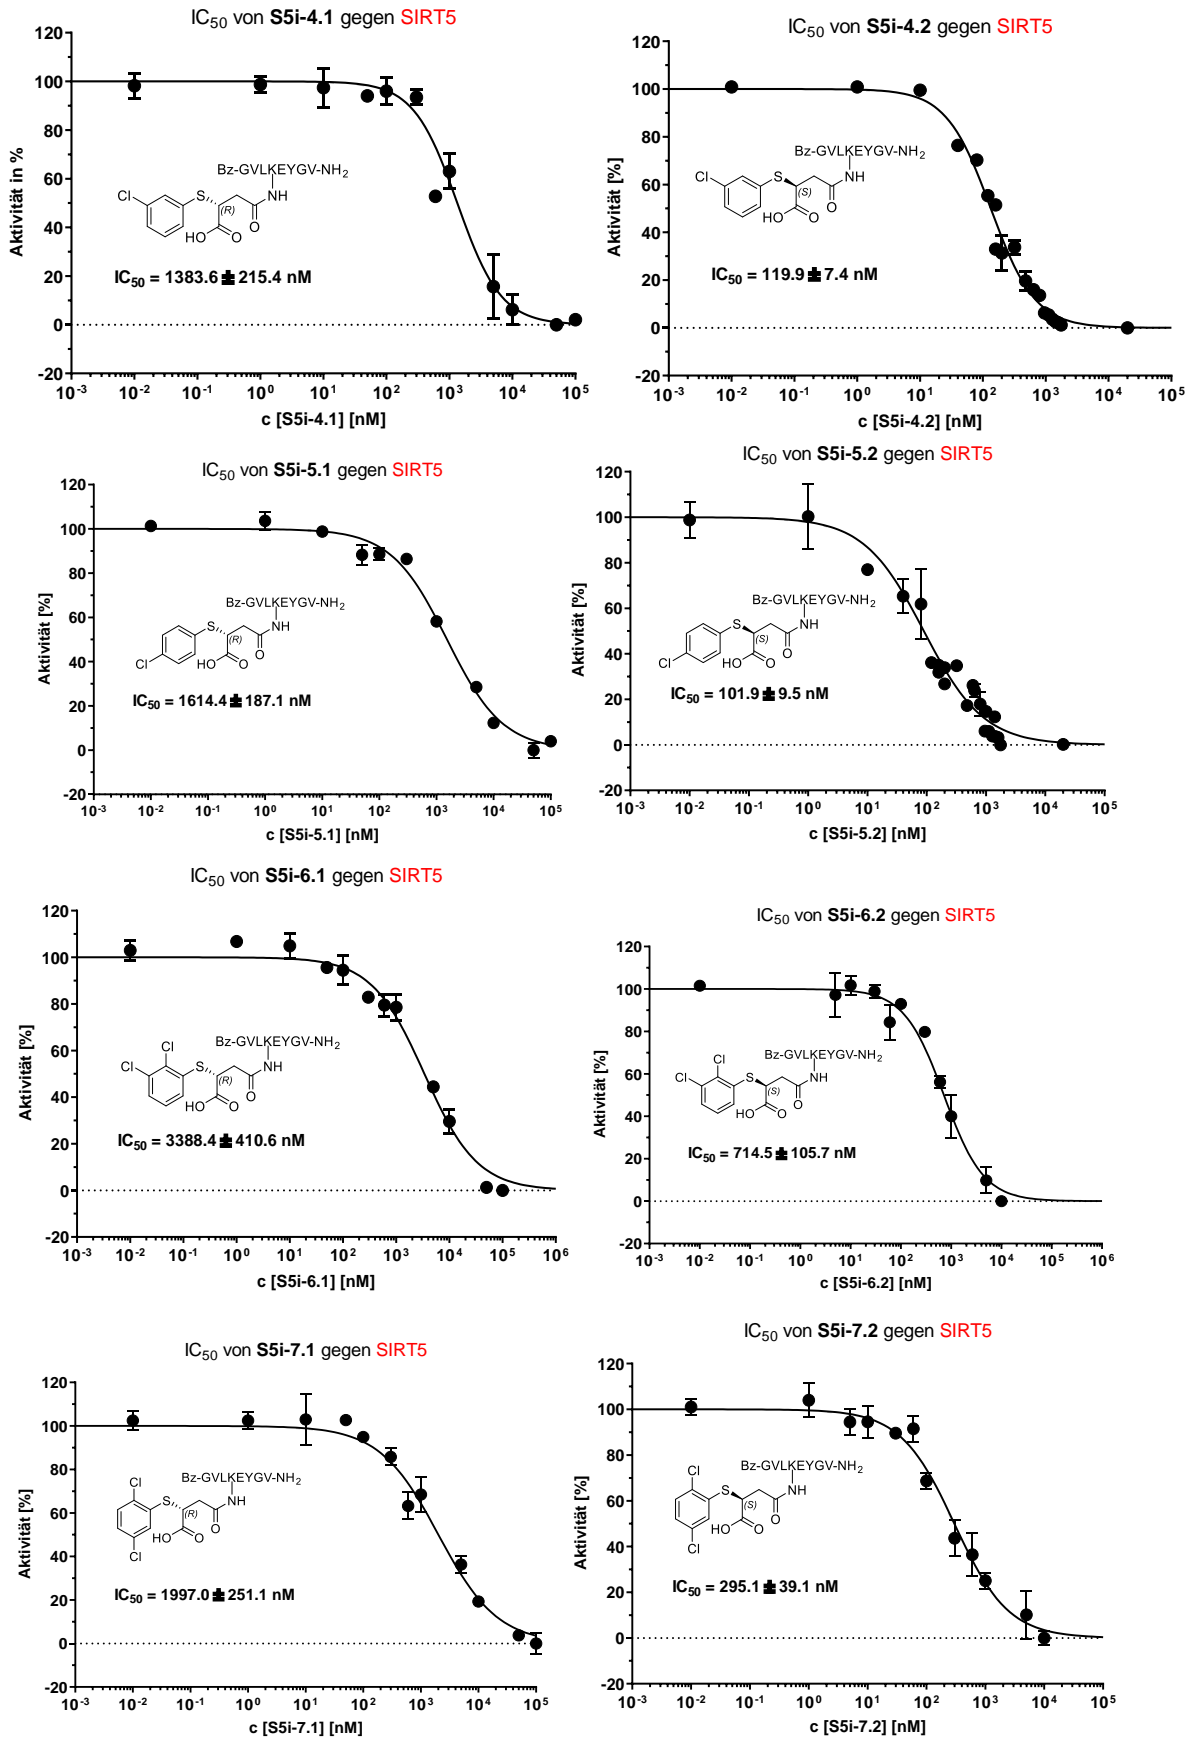 IC50 von S5i-4.1 gegen SIRT5
120
100
80
60
40
20
0
-20
Aktivität in %
Bz-GVLKEYGV-NH2
Cl
S
(R)
NH
O
HO
O
IC50 = 1383.6 ± 215.4 nM
10-3 10-2 10-1 100 101 102 103 104 105
c [S5i-4.1] [nM]
IC50 von S5i-4.2 gegen SIRT5
120
100
80
60
40
20
0
-20
Aktivität [%]
Bz-GVLKEYGV-NH2
Cl
S
(S)
NH
O
HO
O
IC50 = 119.9 ± 7.4 nM
10-3 10-2 10-1 100 101 102 103 104 105
c [S5i-4.2] [nM]
IC50 von S5i-5.1 gegen SIRT5
120
100
80
60
40
20
0
-20
Aktivität [%]
Bz-GVLKEYGV-NH2
S
(R)
NH
O
Cl
HO
O
IC50 = 1614.4 ± 187.1 nM
10-3 10-2 10-1 100 101 102 103 104 105
c [S5i-5.1] [nM]
IC50 von S5i-5.2 gegen SIRT5
120
100
80
60
40
20
0
-20
Aktivität [%]
Bz-GVLKEYGV-NH2
S
(S)
NH
O
Cl
HO
O
IC50 = 101.9 ± 9.5 nM
10-3 10-2 10-1 100 101 102 103 104 105
c [S5i-5.2] [nM]
IC50 von S5i-6.1 gegen SIRT5
120
100
80
60
40
20
0
-20
Aktivität [%]
Bz-GVLKEYGV-NH2
Cl
Cl
S
(R)
NH
O
HO
O
IC50 = 3388.4 ± 410.6 nM
10-3 10-2 10-1 100 101 102 103 104 105 106
c [S5i-6.1] [nM]
IC50 von S5i-6.2 gegen SIRT5
120
100
80
60
40
20
0
-20
Aktivität [%]
Bz-GVLKEYGV-NH2
Cl
Cl
S
(S)
NH
O
HO
O
IC50 = 714.5 ± 105.7 nM
10-3 10-2 10-1 100 101 102 103 104 105 106
c [S5i-6.2] [nM]
IC50 von S5i-7.1 gegen SIRT5
120
100
80
60
40
20
0
-20
Aktivität [%]
Bz-GVLKEYGV-NH2
Cl
S
(R)
NH
O
HO
O
Cl
IC50 = 1997.0 ± 251.1 nM
10-3 10-2 10-1 100 101 102 103 104 105
c [S5i-7.1] [nM]
IC50 von S5i-7.2 gegen SIRT5
120
100
80
60
40
20
0
-20
Aktivität [%]
Bz-GVLKEYGV-NH2
Cl
S
(S)
NH
O
HO
O
Cl
IC50 = 295.1 ± 39.1 nM
10-3 10-2 10-1 100 101 102 103 104 105
c [S5i-7.2] [nM]